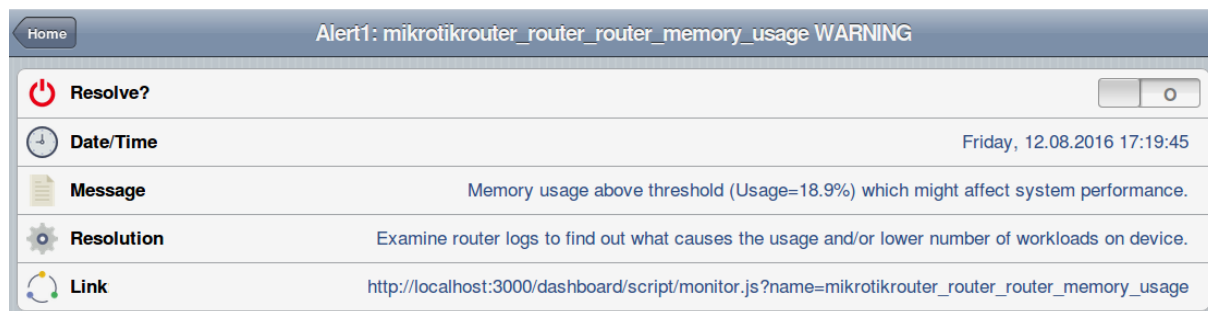 Home
Alert1: mikrotikrouter_router_router_memory_usage WARNING
Resolve? O
Date/Time Friday, 12.08.2016 17:19:45
Message Memory usage above threshold (Usage=18.9%) which might affect system performance.
Resolution Examine router logs to find out what causes the usage and/or lower number of workloads on device.
Link http://localhost:3000/dashboard/script/monitor.js?name=mikrotikrouter_router_router_memory_usage